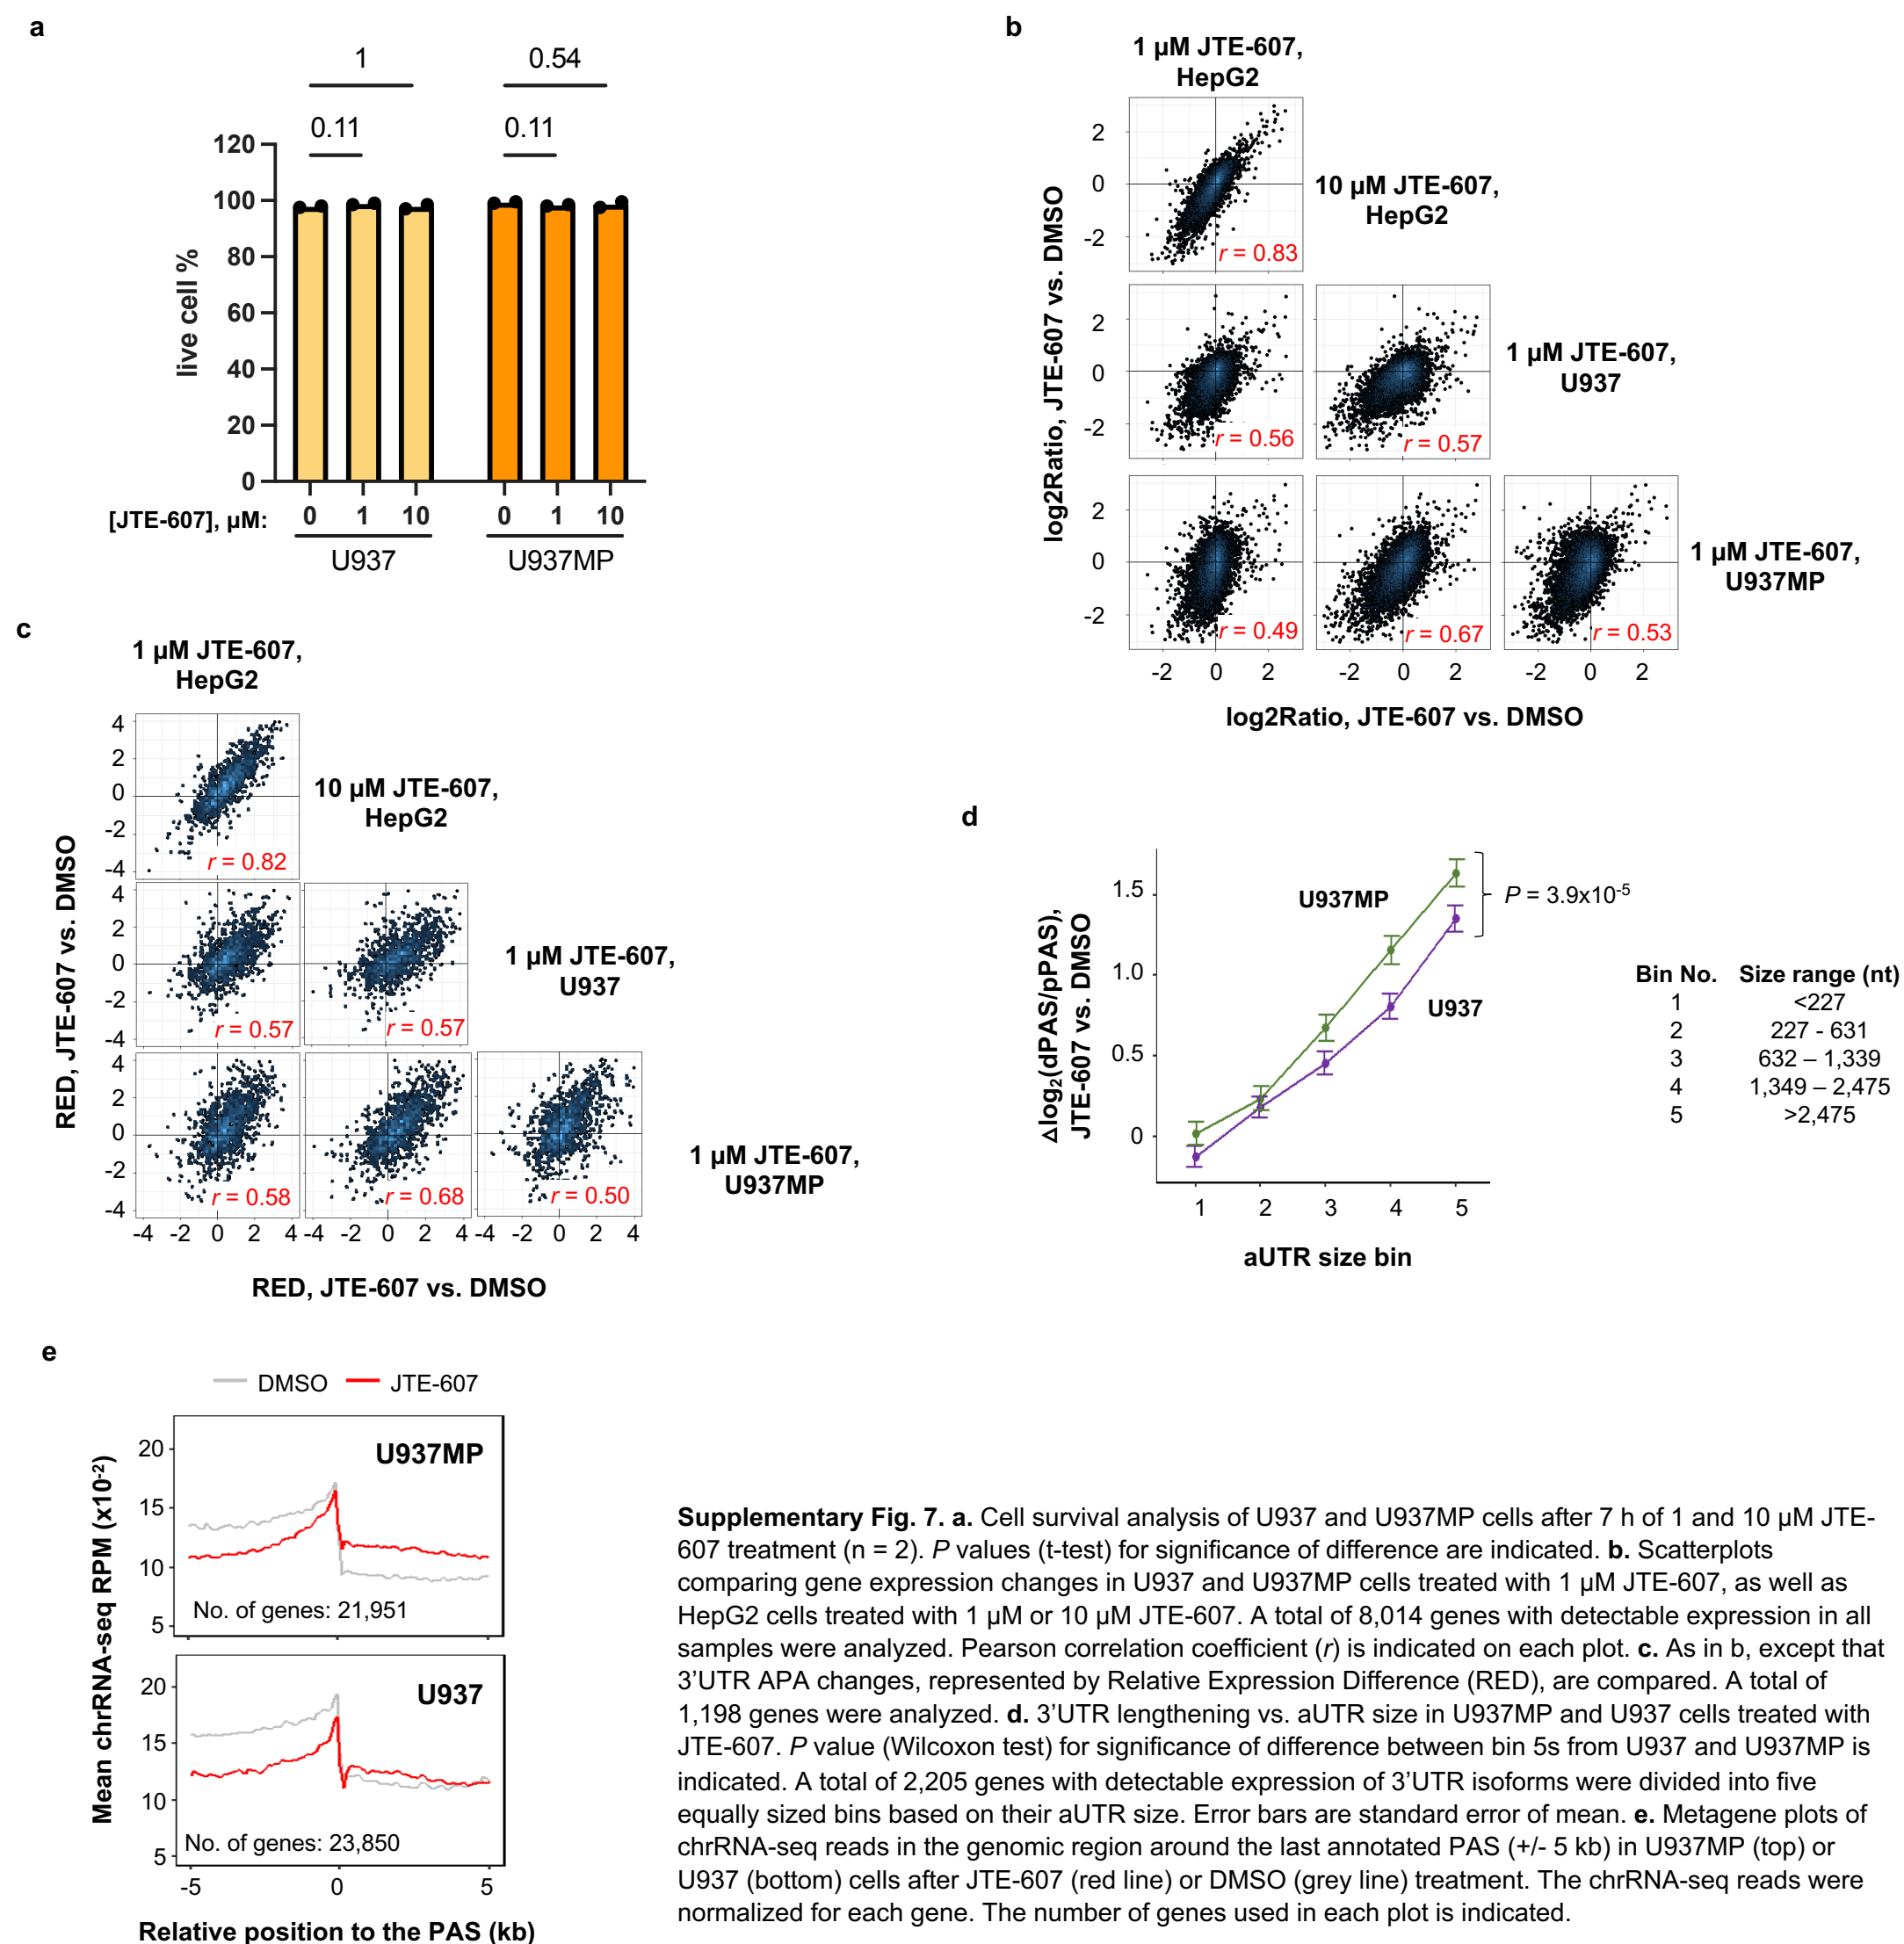 a
1
0.54
0.11
0.11
120
100
80
60
40
20
0
live cell %
[JTE-607], µM:
0 1 10 0 1 10
U937 U937MP
b
1 µM JTE-607,
HepG2
log2Ratio, JTE-607 vs. DMSO
2
0
-2
r = 0.83
10 µM JTE-607,
HepG2
2
0
-2
r = 0.56
r = 0.57
1 µM JTE-607,
U937
2
0
-2
r = 0.49
r = 0.67
r = 0.53
1 µM JTE-607,
U937MP
-2 0 2 -2 0 2 -2 0 2
log2Ratio, JTE-607 vs. DMSO
c
1 µM JTE-607,
HepG2
RED, JTE-607 vs. DMSO
4
2
0
-2
-4
r = 0.82
10 µM JTE-607,
HepG2
4
2
0
-2
-4
r = 0.57
r = 0.57
1 µM JTE-607,
U937
4
2
0
-2
-4
r = 0.58
r = 0.68
r = 0.50
1 µM JTE-607,
U937MP
-4 -2 0 2 4 -4 -2 0 2 4 -4 -2 0 2 4
RED, JTE-607 vs. DMSO
d
Δlog₂(dPAS/pPAS),
JTE-607 vs. DMSO
1.5
1.0
0.5
0
U937MP
U937
P = 3.9x10⁻⁵
1 2 3 4 5
aUTR size bin
Bin No. Size range (nt)
1 <227
2 227 - 631
3 632 – 1,339
4 1,349 – 2,475
5 >2,475
e
DMSO JTE-607
Mean chrRNA-seq RPM (x10⁻²)
20
15
10
5
U937MP
No. of genes: 21,951
20
15
10
5
U937
No. of genes: 23,850
-5 0 5
Relative position to the PAS (kb)
Supplementary Fig. 7. a. Cell survival analysis of U937 and U937MP cells after 7 h of 1 and 10 µM JTE-
607 treatment (n = 2). P values (t-test) for significance of difference are indicated. b. Scatterplots
comparing gene expression changes in U937 and U937MP cells treated with 1 µM JTE-607, as well as
HepG2 cells treated with 1 µM or 10 µM JTE-607. A total of 8,014 genes with detectable expression in all
samples were analyzed. Pearson correlation coefficient (r) is indicated on each plot. c. As in b, except that
3’UTR APA changes, represented by Relative Expression Difference (RED), are compared. A total of
1,198 genes were analyzed. d. 3’UTR lengthening vs. aUTR size in U937MP and U937 cells treated with
JTE-607. P value (Wilcoxon test) for significance of difference between bin 5s from U937 and U937MP is
indicated. A total of 2,205 genes with detectable expression of 3’UTR isoforms were divided into five
equally sized bins based on their aUTR size. Error bars are standard error of mean. e. Metagene plots of
chrRNA-seq reads in the genomic region around the last annotated PAS (+/- 5 kb) in U937MP (top) or
U937 (bottom) cells after JTE-607 (red line) or DMSO (grey line) treatment. The chrRNA-seq reads were
normalized for each gene. The number of genes used in each plot is indicated.